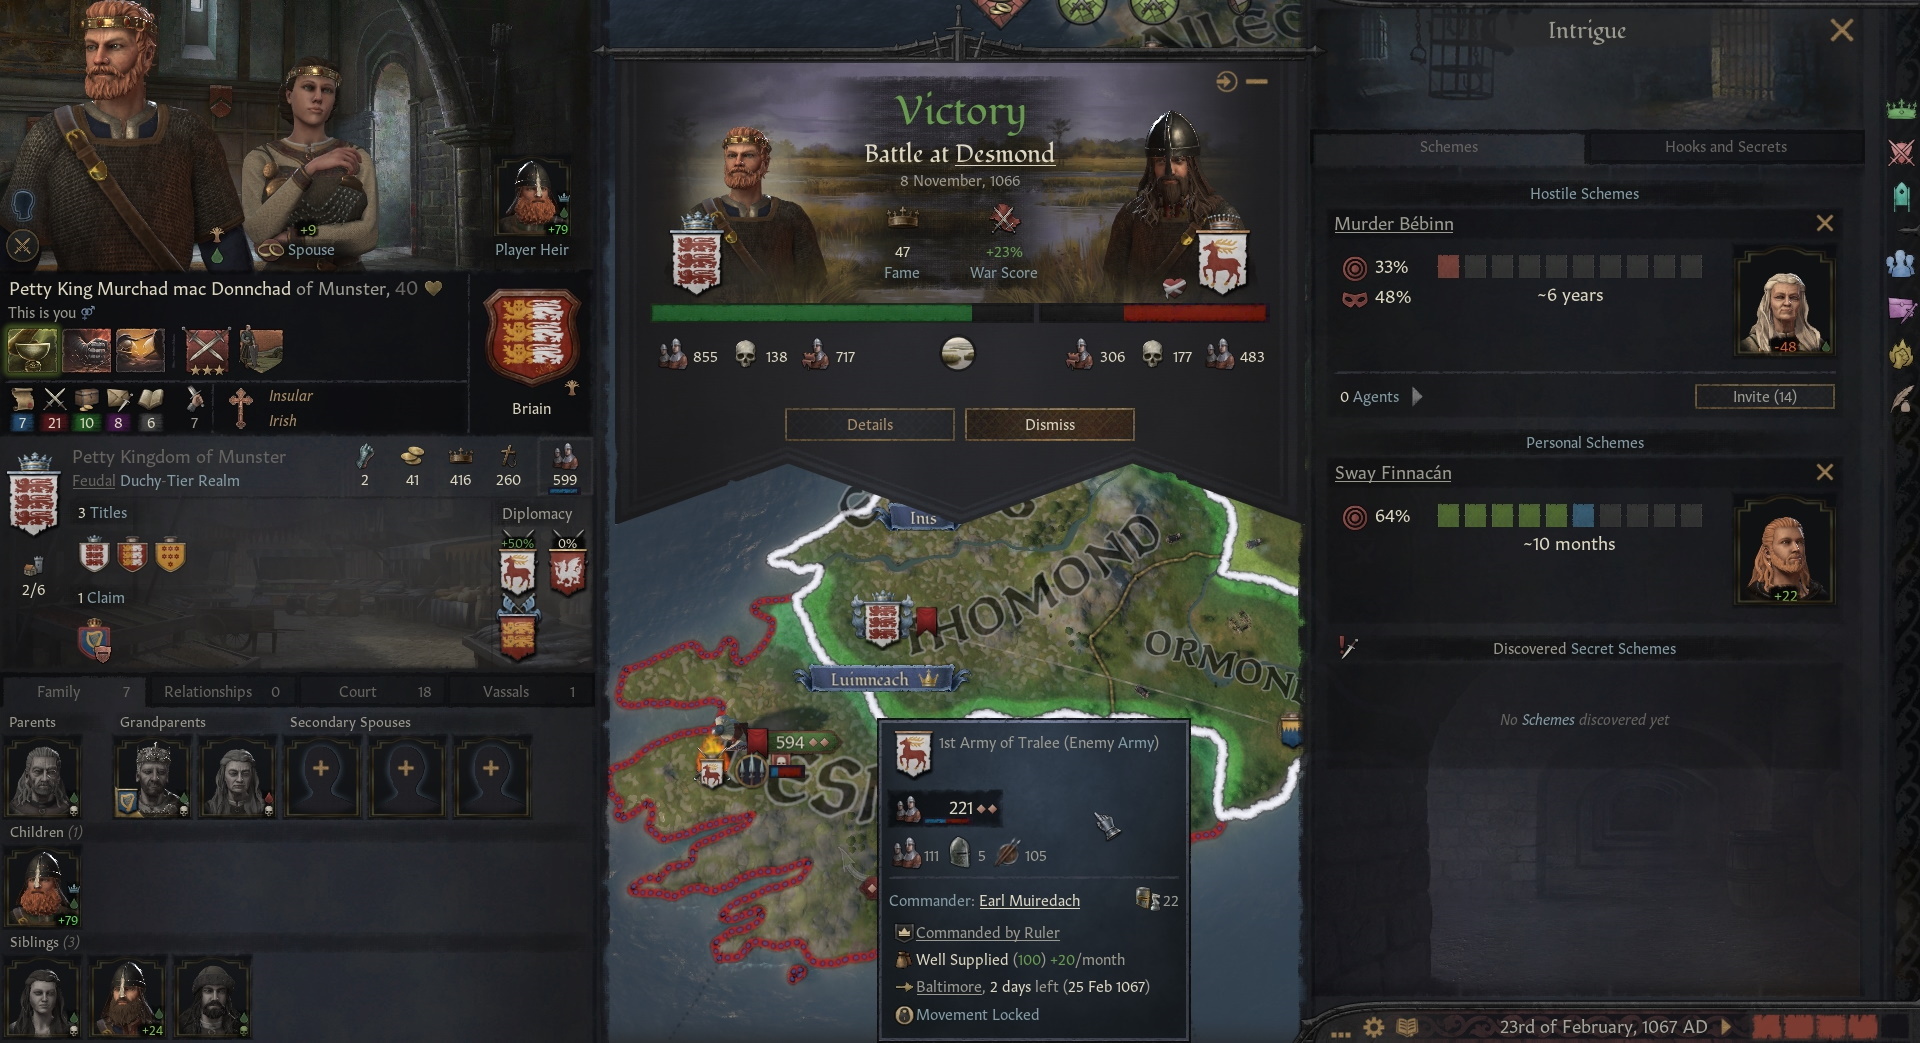 +9
Spouse
+79
Player Heir
Petty King Murchad mac Donnchad of Munster, 40
This is you
7 21 10 8 6 7
Insular
Irish
Briain
Petty Kingdom of Munster
Feudal Duchy-Tier Realm
2 41 416 260 599
3 Titles
2/6
1 Claim
Diplomacy
+50% 0%
Family 7 Relationships 0 Court 18 Vassals 1
Parents Grandparents Secondary Spouses
Children (1)
+79
Siblings (3)
+24
Victory
Battle at Desmond
8 November, 1066
47 +23%
Fame War Score
855 138 717 306 177 483
Details Dismiss
Inis
THOMOND
ORMOND
Luimneach
594
1st Army of Tralee (Enemy Army)
221
111 5 105
Commander: Earl Muiredach 22
Commanded by Ruler
Well Supplied (100) +20/month
Baltimore, 2 days left (25 Feb 1067)
Movement Locked
Intrigue
Schemes Hooks and Secrets
Hostile Schemes
Murder Bébinn
33%
48%
~6 years
-48
0 Agents Invite (14)
Personal Schemes
Sway Finnacán
64%
~10 months
+22
Discovered Secret Schemes
No Schemes discovered yet
... 23rd of February, 1067 AD